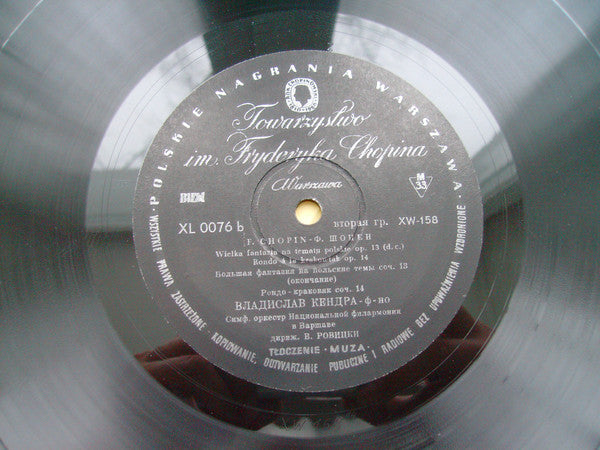 POLSKIE NAGRANIA WARSZAWA
Towarzystwo
im. Fryderyka Chopina
Warszawa
BIEM
M
33
XL 0076 b
вторая гр. XW-158
F. CHOPIN - Ф. ШОПЕН
Wielka fantazja na tematy polskie op. 13 (d.c.)
Rondo à la krakowiak op. 14
Большая фантазия на польские темы соч. 13
(окончание)
Рондо - краковяк соч. 14
ВЛАДИСЛАВ КЕНДРА - ф-но
Симф. оркестр Национальной филармонии
в Варшаве
дириж. В. РОВИЦКИ
TŁOCZENIE · MUZA ·
WSZYSTKIE PRAWA ZASTRZEŻONE. KOPIOWANIE, ODTWARZANIE PUBLICZNE I RADIOWE BEZ UPOWAŻNIENIA WZBRONIONE